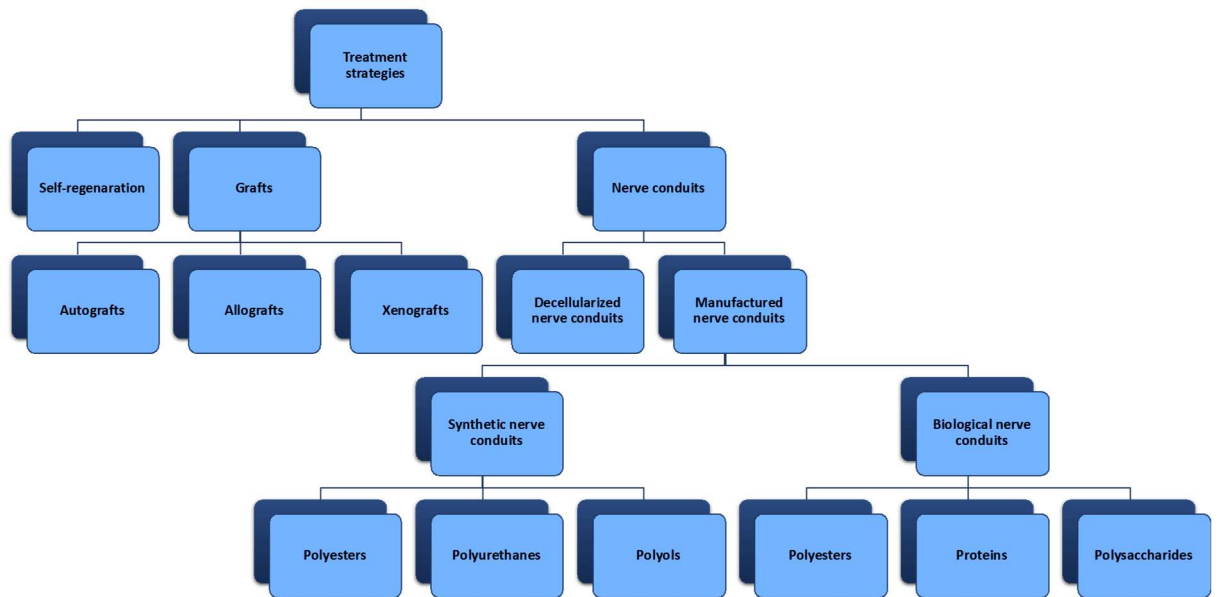 Treatment
strategies
Self-regenaration
Grafts
Nerve conduits
Autografts
Allografts
Xenografts
Decellularized
nerve conduits
Manufactured
nerve conduits
Synthetic nerve
conduits
Biological nerve
conduits
Polyesters
Polyurethanes
Polyols
Polyesters
Proteins
Polysaccharides